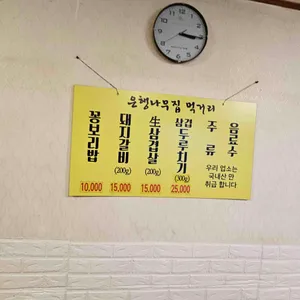 은행나무집 먹거리
꽁보리밥
10,000
돼지갈비
(200g)
15,000
生삼겹살
(200g)
15,000
삼겹두루치기
(300g)
25,000
주류
음료수
우리 업소는
국내산 만
취급 합니다